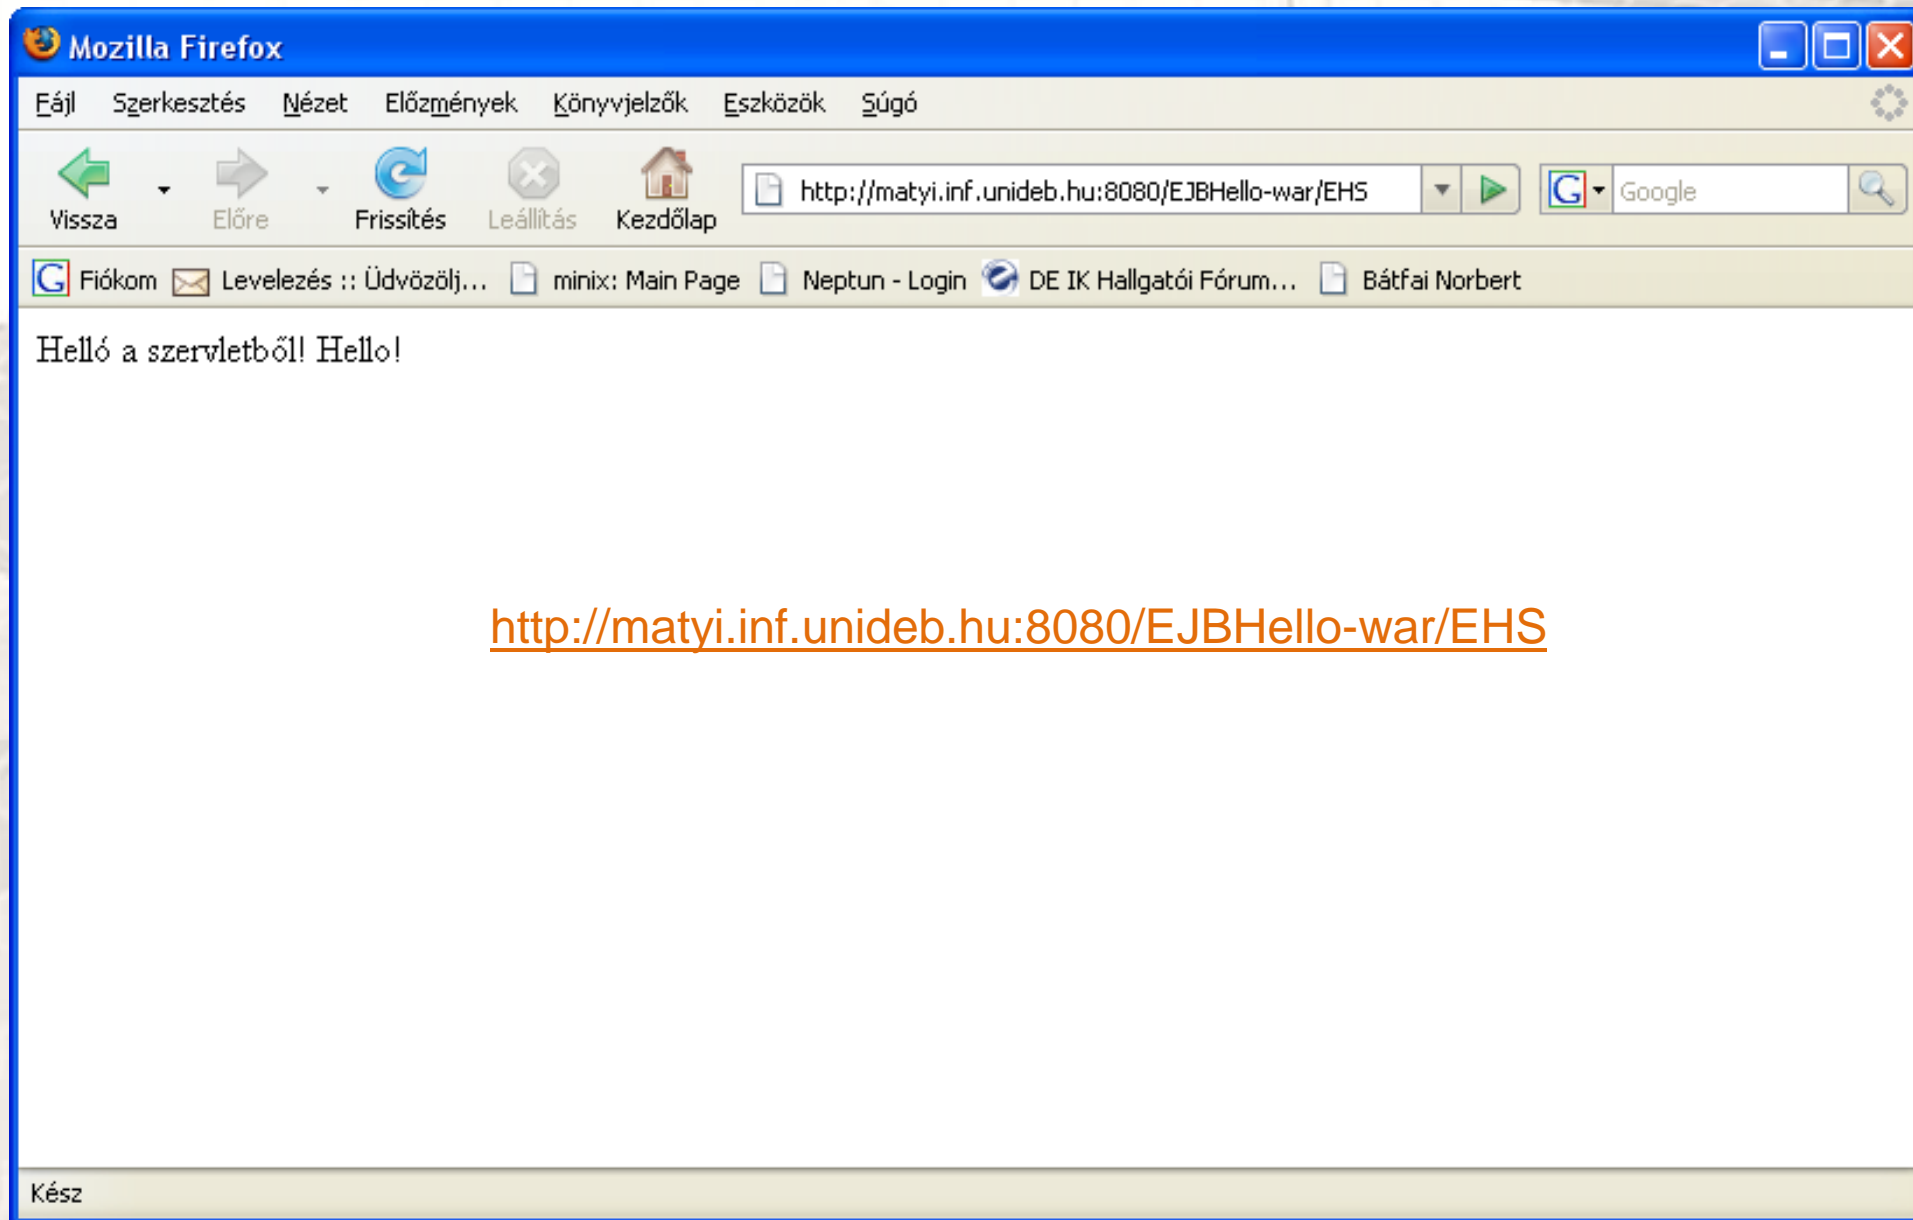 Mozilla Firefox
Fájl Szerkesztés Nézet Előzmények Könyvjelzők Eszközök Súgó
Vissza Előre Frissítés Leállítás Kezdőlap http://matyi.inf.unideb.hu:8080/EJBHello-war/EHS G Google
G Fiókom Levelezés :: Üdvözölj... minix: Main Page Neptun - Login DE IK Hallgatói Fórum... Bátfai Norbert
Helló a szervletből! Hello!
http://matyi.inf.unideb.hu:8080/EJBHello-war/EHS
Kész